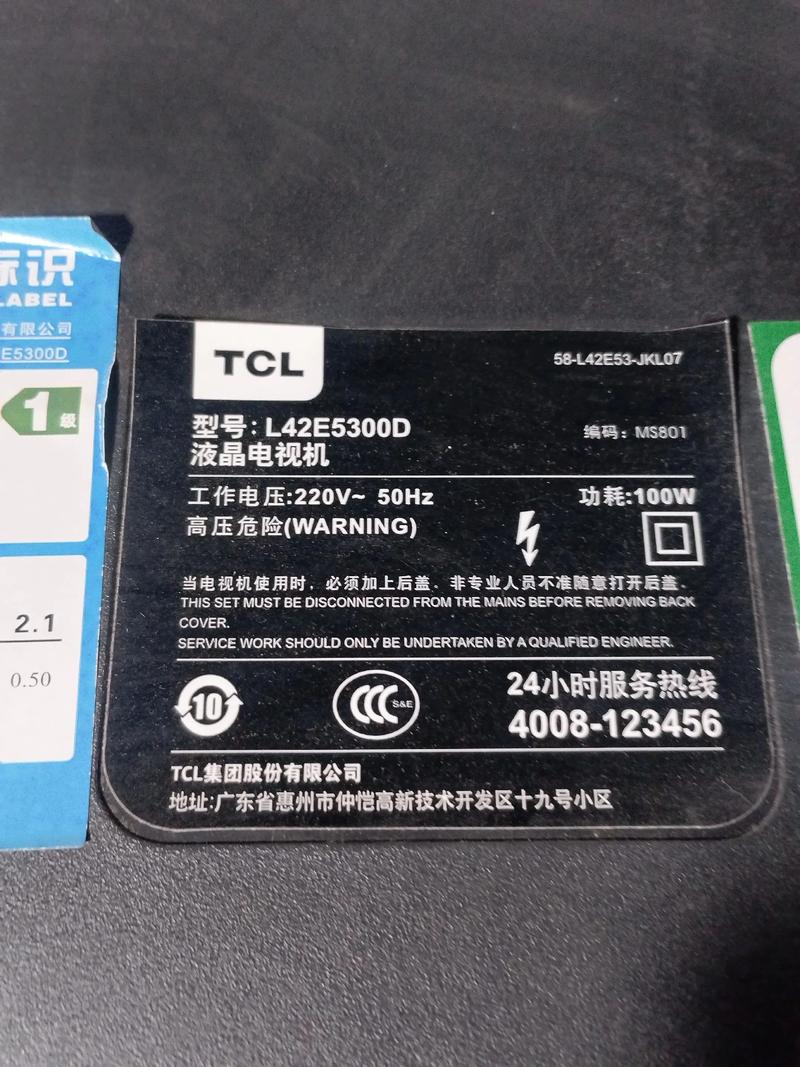 标识
LABEL
有限公司
E5300D
1级
2.1
0.50
TCL
58-L42E53-JKL07
型号: L42E5300D
编码: MS801
液晶电视机
工作电压:220V~ 50Hz
功耗:100W
高压危险(WARNING)
当电视机使用时，必须加上后盖．非专业人员不准随意打开后盖．
THIS SET MUST BE DISCONNECTED FROM THE MAINS BEFORE REMOVING BACK
COVER.
SERVICE WORK SHOULD ONLY BE UNDERTAKEN BY A QUALIFIED ENGINEER.
10
CCC S&E
24小时服务热线
4008-123456
TCL集团股份有限公司
地址:广东省惠州市仲恺高新技术开发区十九号小区